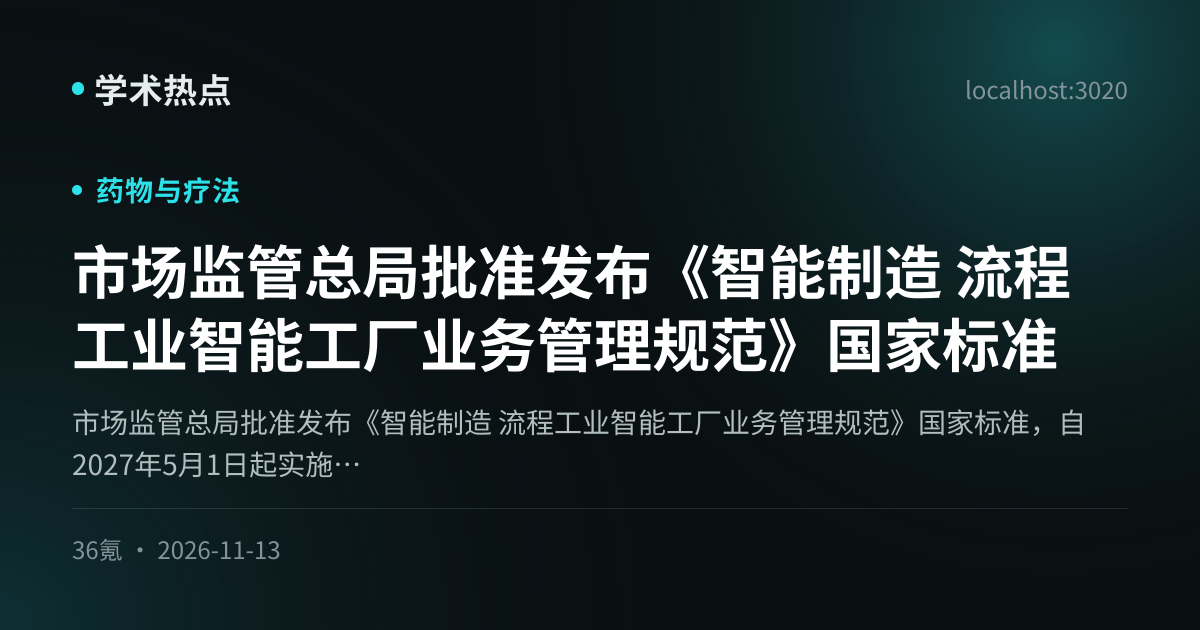 学术热点
localhost:3020
药物与疗法
市场监管总局批准发布《智能制造 流程
工业智能工厂业务管理规范》国家标准
市场监管总局批准发布《智能制造 流程工业智能工厂业务管理规范》国家标准，自
2027年5月1日起实施…
36氪 · 2026-11-13